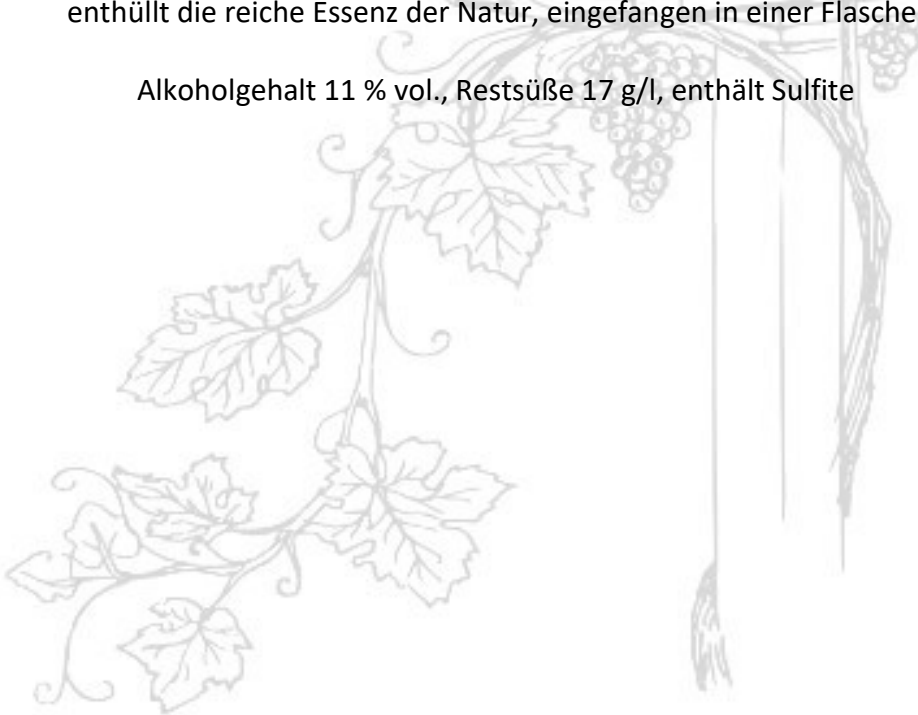 enthüllt die reiche Essenz der Natur, eingefangen in einer Flasche
Alkoholgehalt 11 % vol., Restsüße 17 g/l, enthält Sulfite